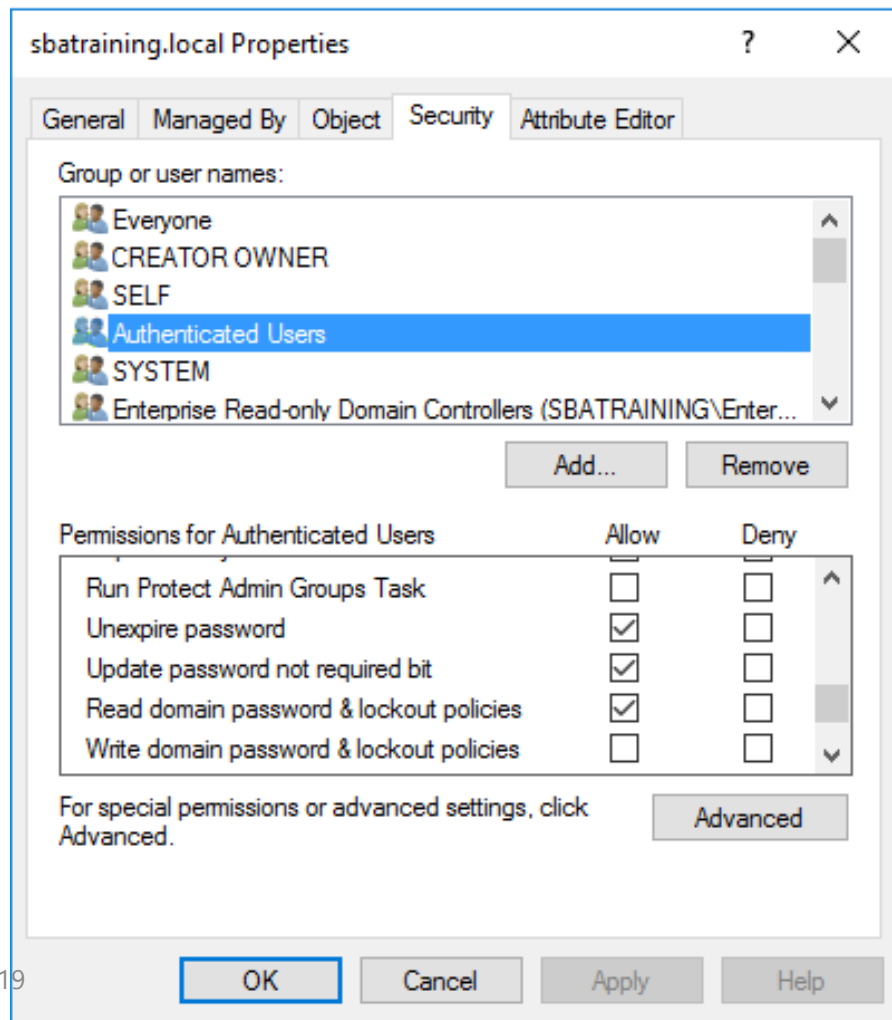 sbatraining.local Properties
?
General Managed By Object Security Attribute Editor
Group or user names:
Everyone
CREATOR OWNER
SELF
Authenticated Users
SYSTEM
Enterprise Read-only Domain Controllers (SBATRAINING\Enter...
Add... Remove
Permissions for Authenticated Users Allow Deny
Run Protect Admin Groups Task
Unexpire password
Update password not required bit
Read domain password & lockout policies
Write domain password & lockout policies
For special permissions or advanced settings, click
Advanced.
Advanced
19
OK Cancel Apply Help